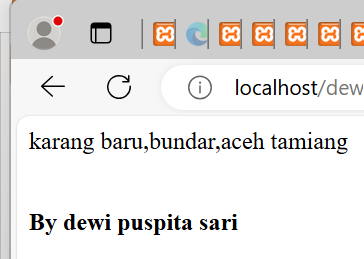 localhost/dew
karang baru,bundar,aceh tamiang
By dewi puspita sari